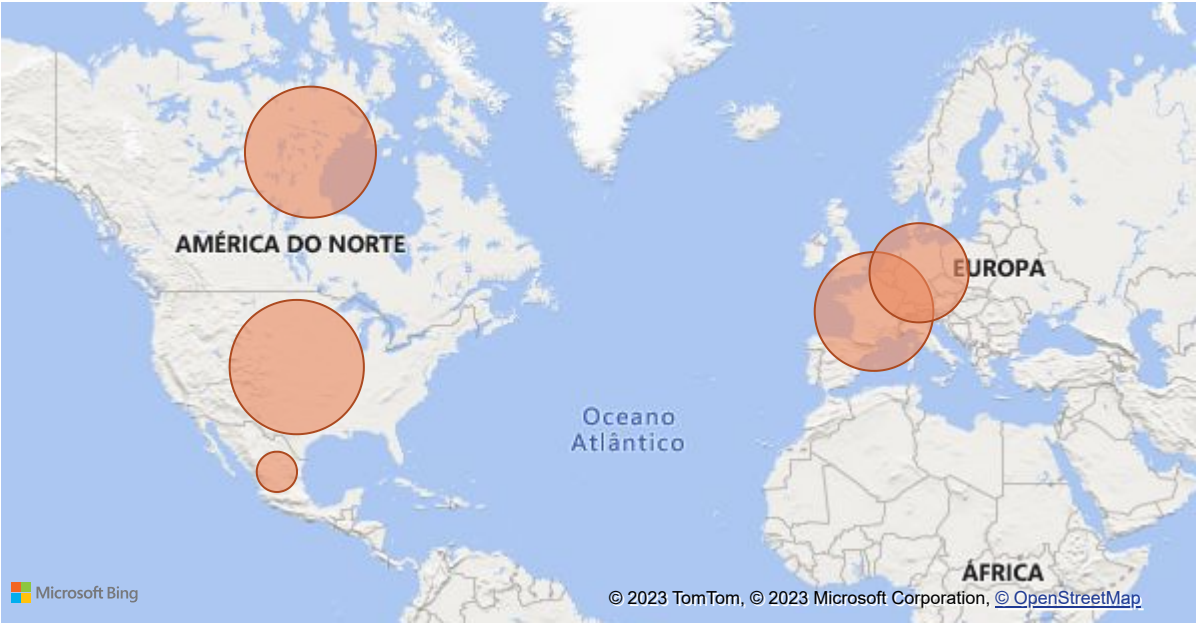 AMÉRICA DO NORTE
EUROPA
Oceano
Atlântico
ÁFRICA
Microsoft Bing
© 2023 TomTom, © 2023 Microsoft Corporation, © OpenStreetMap